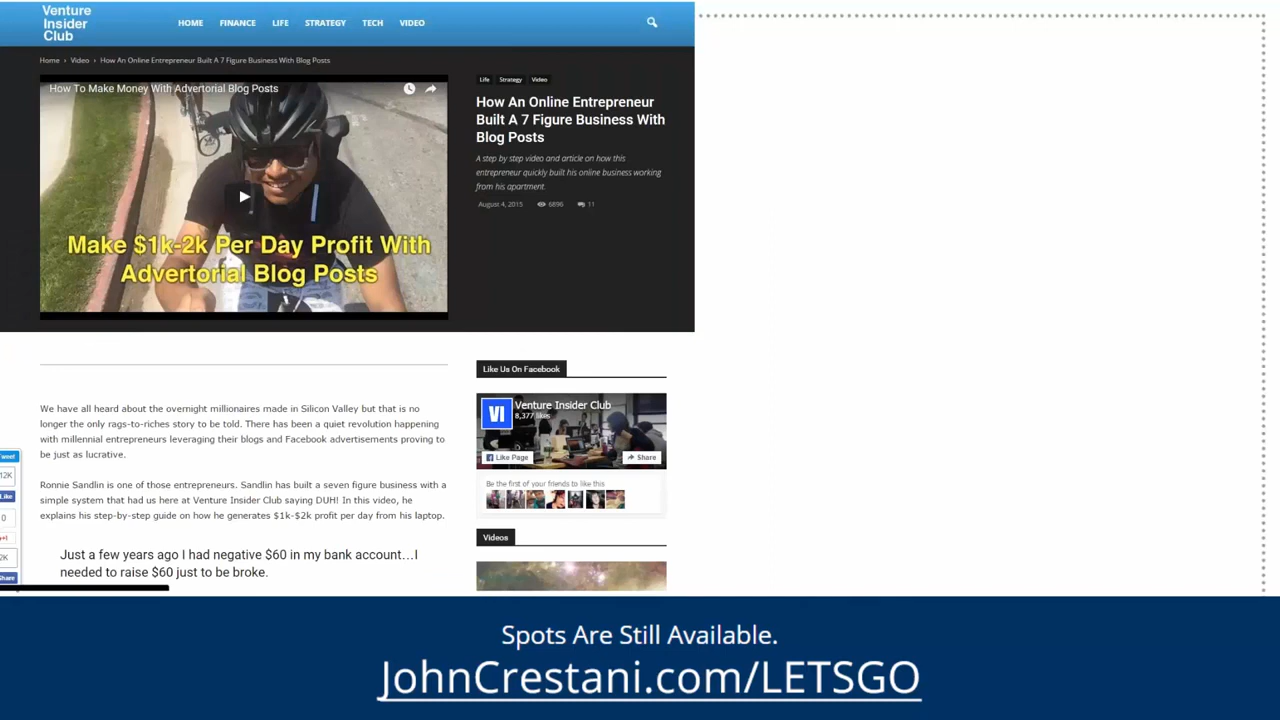 Venture
Insider
Club
HOME FINANCE LIFE STRATEGY TECH VIDEO
Home › Video › How An Online Entrepreneur Built A 7 Figure Business With Blog Posts
How To Make Money With Advertorial Blog Posts
Make $1k-2k Per Day Profit With
Advertorial Blog Posts
Life Strategy Video
How An Online Entrepreneur
Built A 7 Figure Business With
Blog Posts
A step by step video and article on how this
entrepreneur quickly built his online business working
from his apartment.
August 4, 2015 6896 11
We have all heard about the overnight millionaires made in Silicon Valley but that is no
longer the only rags-to-riches story to be told. There has been a quiet revolution happening
with millennial entrepreneurs leveraging their blogs and Facebook advertisements proving to
be just as lucrative.
Ronnie Sandlin is one of those entrepreneurs. Sandlin has built a seven figure business with a
simple system that had us here at Venture Insider Club saying DUH! In this video, he
explains his step-by-step guide on how he generates $1k-$2k profit per day from his laptop.
Just a few years ago I had negative $60 in my bank account…I
needed to raise $60 just to be broke.
Tweet
12K
Like
0
+1
2K
Share
Like Us On Facebook
VI
Venture Insider Club
8,377 likes
Like Page Share
Be the first of your friends to like this
Videos
Spots Are Still Available.
JohnCrestani.com/LETSGO